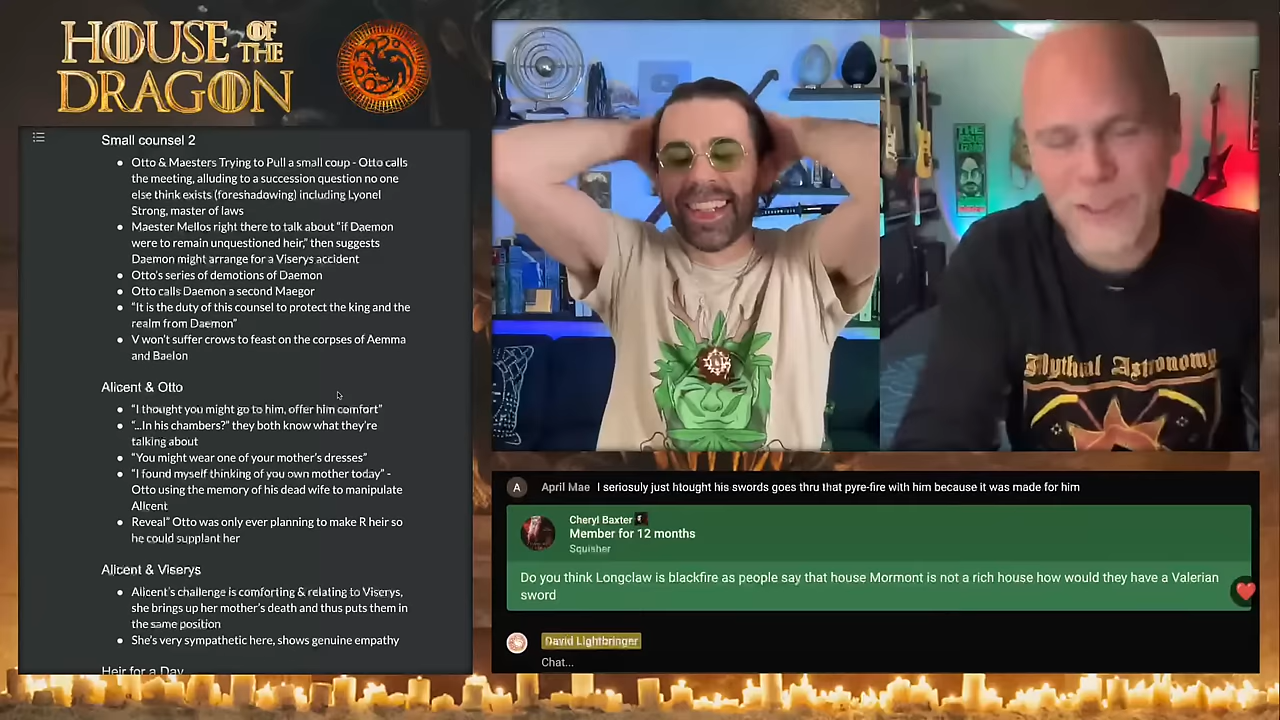 HOUSE OF THE
DRAGON
Small counsel 2
Otto & Maesters Trying to Pull a small coup - Otto calls
the meeting, alluding to a succession question no one
else think exists (foreshadowing) including Lyonel
Strong, master of laws
Maester Mellos right there to talk about "if Daemon
were to remain unquestioned heir," then suggests
Daemon might arrange for a Viserys accident
Otto's series of demotions of Daemon
Otto calls Daemon a second Maegor
"It is the duty of this counsel to protect the king and the
realm from Daemon"
V won't suffer crows to feast on the corpses of Aemma
and Baelon
Alicent & Otto
"I thought you might go to him, offer him comfort"
"...In his chambers?" they both know what they're
talking about
"You might wear one of your mother's dresses"
"I found myself thinking of you own mother today" -
Otto using the memory of his dead wife to manipulate
Allcent
Reveal" Otto was only ever planning to make R heir so
he could supplant her
Alicent & Viserys
Alicent's challenge is comforting & relating to Viserys,
she brings up her mother's death and thus puts them in
the same position
She's very sympathetic here, shows genuine empathy
Heir for a Day
THE
JESUS
LIZARD
Mythical Astronomy
A April Mae I seriosuly just htought his swords goes thru that pyre-fire with him because it was made for him
Cheryl Baxter
Member for 12 months
Squisher
Do you think Longclaw is blackfire as people say that house Mormont is not a rich house how would they have a Valerian
sword
David Lightbringer
Chat...